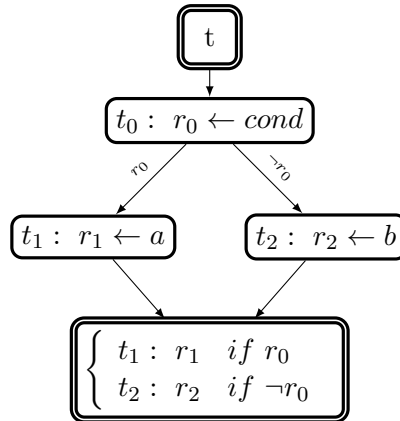 t
t₀ : r₀ ← cond
r₀ ¬r₀
t₁ : r₁ ← a t₂ : r₂ ← b
{ t₁ : r₁ if r₀
t₂ : r₂ if ¬r₀